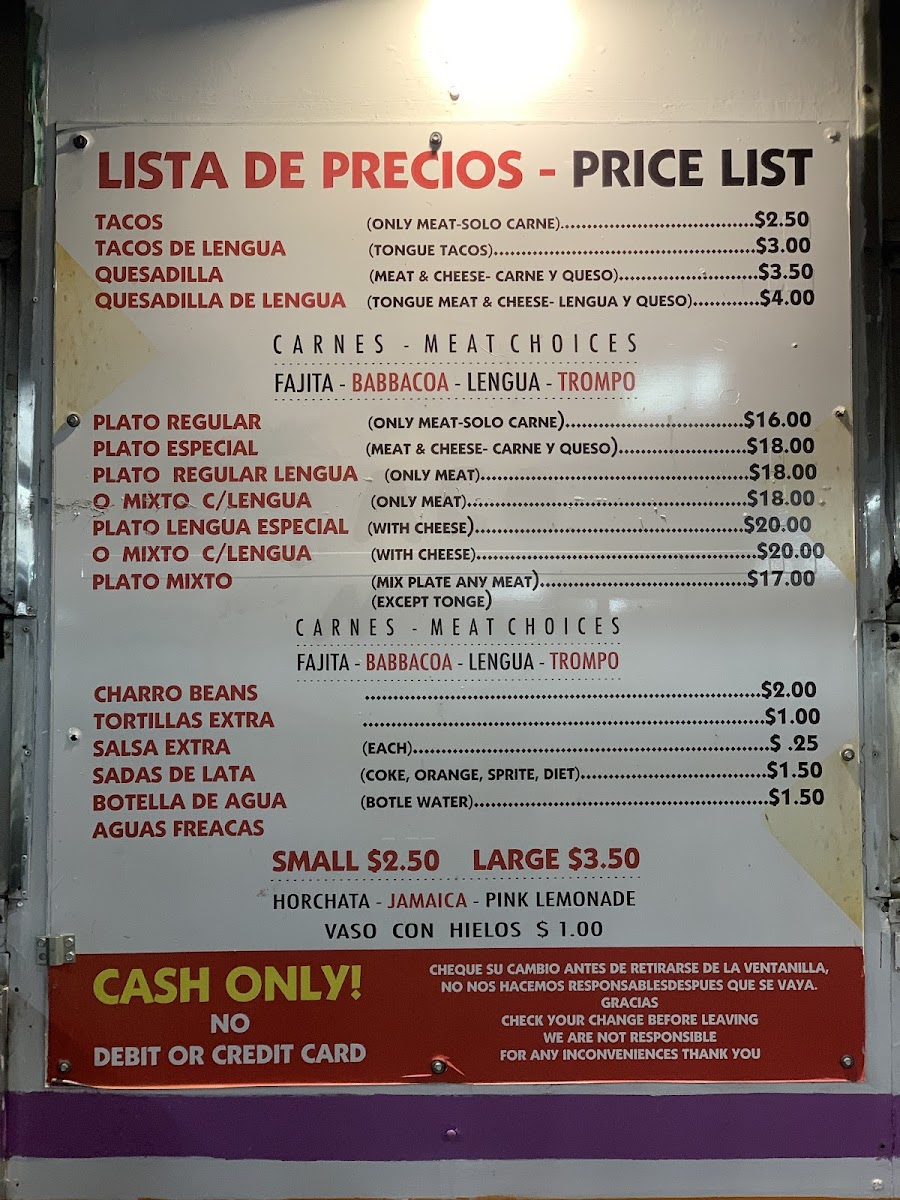 LISTA DE PRECIOS - PRICE LIST
TACOS (ONLY MEAT-SOLO CARNE)..................$2.50
TACOS DE LENGUA (TONGUE TACOS)..................$3.00
QUESADILLA (MEAT & CHEESE- CARNE Y QUESO)..................$3.50
QUESADILLA DE LENGUA (TONGUE MEAT & CHEESE- LENGUA Y QUESO)............$4.00
CARNES - MEAT CHOICES
FAJITA - BABBACOA - LENGUA - TROMPO
PLATO REGULAR (ONLY MEAT-SOLO CARNE)..................$16.00
PLATO ESPECIAL (MEAT & CHEESE- CARNE Y QUESO)..................$18.00
PLATO REGULAR LENGUA (ONLY MEAT)..................$18.00
O MIXTO C/LENGUA (ONLY MEAT)..................$18.00
PLATO LENGUA ESPECIAL (WITH CHEESE)..................$20.00
O MIXTO C/LENGUA (WITH CHEESE)..................$20.00
PLATO MIXTO (MIX PLATE ANY MEAT)..................$17.00
(EXCEPT TONGE)
CARNES - MEAT CHOICES
FAJITA - BABBACOA - LENGUA - TROMPO
CHARRO BEANS ..................$2.00
TORTILLAS EXTRA ..................$1.00
SALSA EXTRA (EACH)..................$ .25
SADAS DE LATA (COKE, ORANGE, SPRITE, DIET)..................$1.50
BOTELLA DE AGUA (BOTLE WATER)..................$1.50
AGUAS FREACAS
SMALL $2.50 LARGE $3.50
HORCHATA - JAMAICA - PINK LEMONADE
VASO CON HIELOS $ 1.00
CASH ONLY!
NO
DEBIT OR CREDIT CARD
CHEQUE SU CAMBIO ANTES DE RETIRARSE DE LA VENTANILLA,
NO NOS HACEMOS RESPONSABLESDESPUES QUE SE VAYA.
GRACIAS
CHECK YOUR CHANGE BEFORE LEAVING
WE ARE NOT RESPONSIBLE
FOR ANY INCONVENIENCES THANK YOU